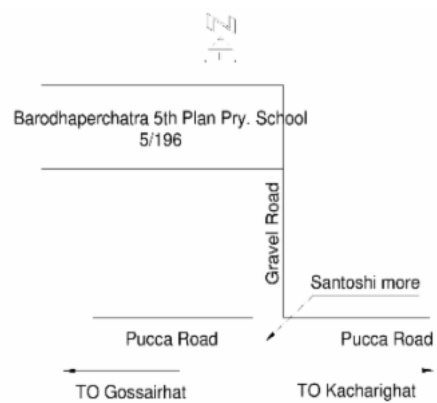 N
Barodhaperchatra 5th Plan Pry. School
5/196
Gravel Road
Santoshi more
Pucca Road
Pucca Road
TO Gossairhat
TO Kacharighat